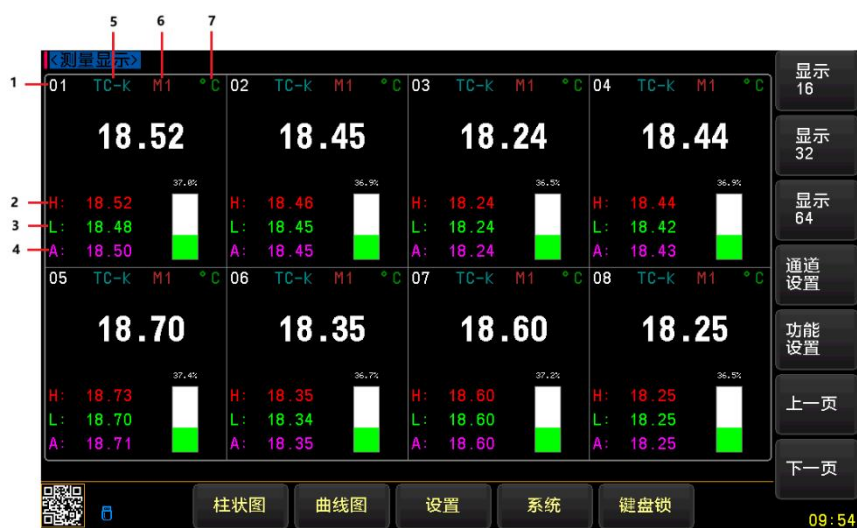 5 6 7
<测量显示>
1 2 3 4
01 TC-K M1 °C
18.52
37.0%
H: 18.52
L: 18.48
A: 18.50
02 TC-K M1 °C
18.45
36.9%
H: 18.46
L: 18.45
A: 18.45
03 TC-K M1 °C
18.24
36.5%
H: 18.24
L: 18.24
A: 18.24
04 TC-K M1 °C
18.44
36.9%
H: 18.44
L: 18.42
A: 18.43
05 TC-K M1 °C
18.70
37.4%
H: 18.73
L: 18.70
A: 18.71
06 TC-K M1 °C
18.35
36.7%
H: 18.35
L: 18.34
A: 18.35
07 TC-K M1 °C
18.60
37.2%
H: 18.60
L: 18.60
A: 18.60
08 TC-K M1 °C
18.25
36.5%
H: 18.25
L: 18.25
A: 18.25
显示
16
显示
32
显示
64
通道
设置
功能
设置
上一页
下一页
柱状图 曲线图 设置 系统 键盘锁
09:54